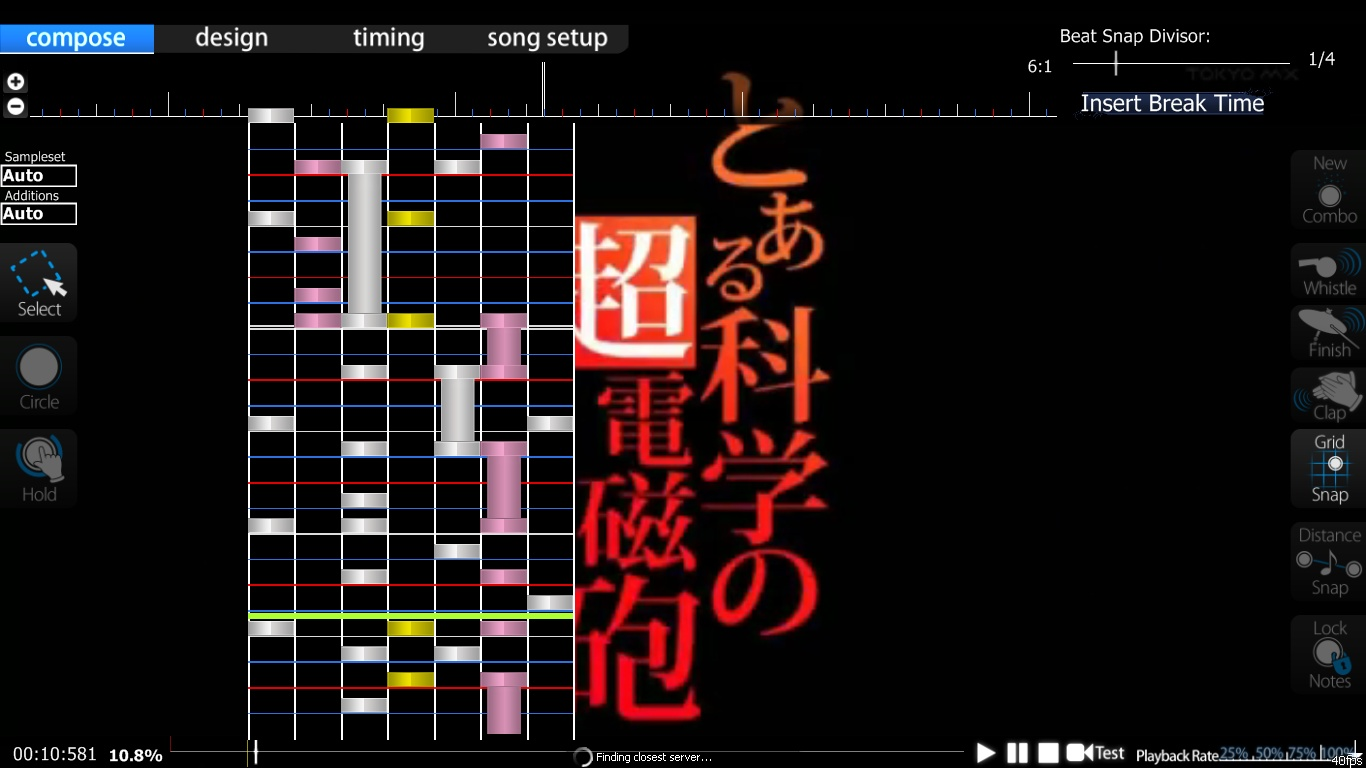 compose design timing song setup
Beat Snap Divisor:
6:1 1/4
TOKYO MX
Insert Break Time
Sampleset
Auto
Additions
Auto
Select
Circle
Hold
とある科学の
超電磁砲
New
Combo
Whistle
Finish
Clap
Grid
Snap
Distance
Snap
Lock
Notes
00:10:581 10.8%
Finding closest server...
Test
Playback Rate 25% 50% 75% 100%
40fps